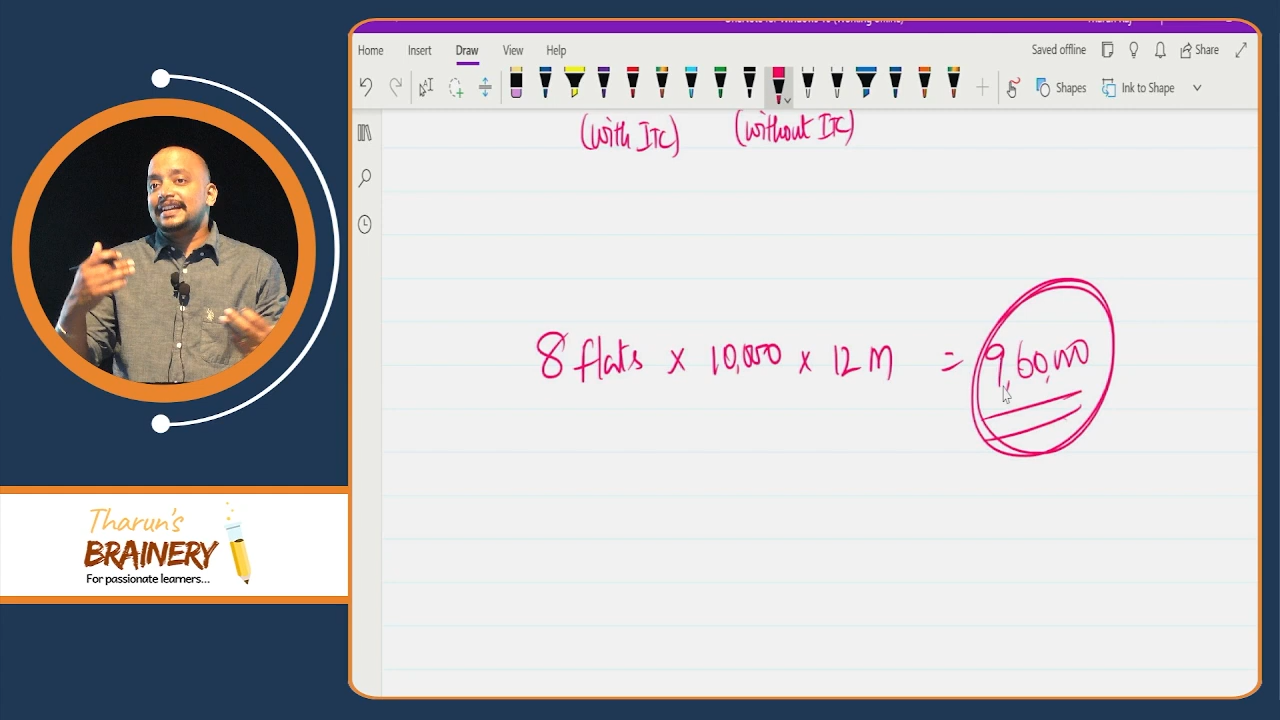 Home Insert Draw View Help Saved offline Share
Shapes Ink to Shape
(with ITC) (without ITC)
8 flats x 10,000 x 12 M = 9,60,000
Tharun's
BRAINERY
For passionate learners...